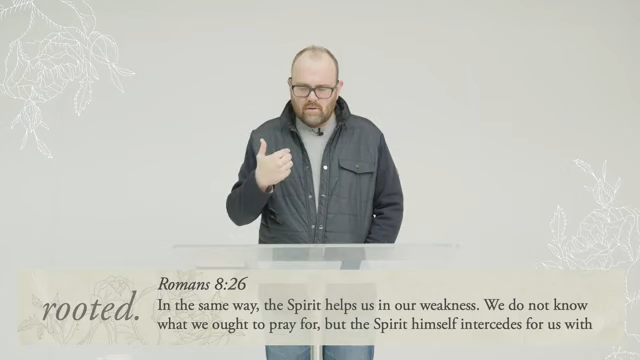 Romans 8:26
rooted.
In the same way, the Spirit helps us in our weakness. We do not know
what we ought to pray for, but the Spirit himself intercedes for us with